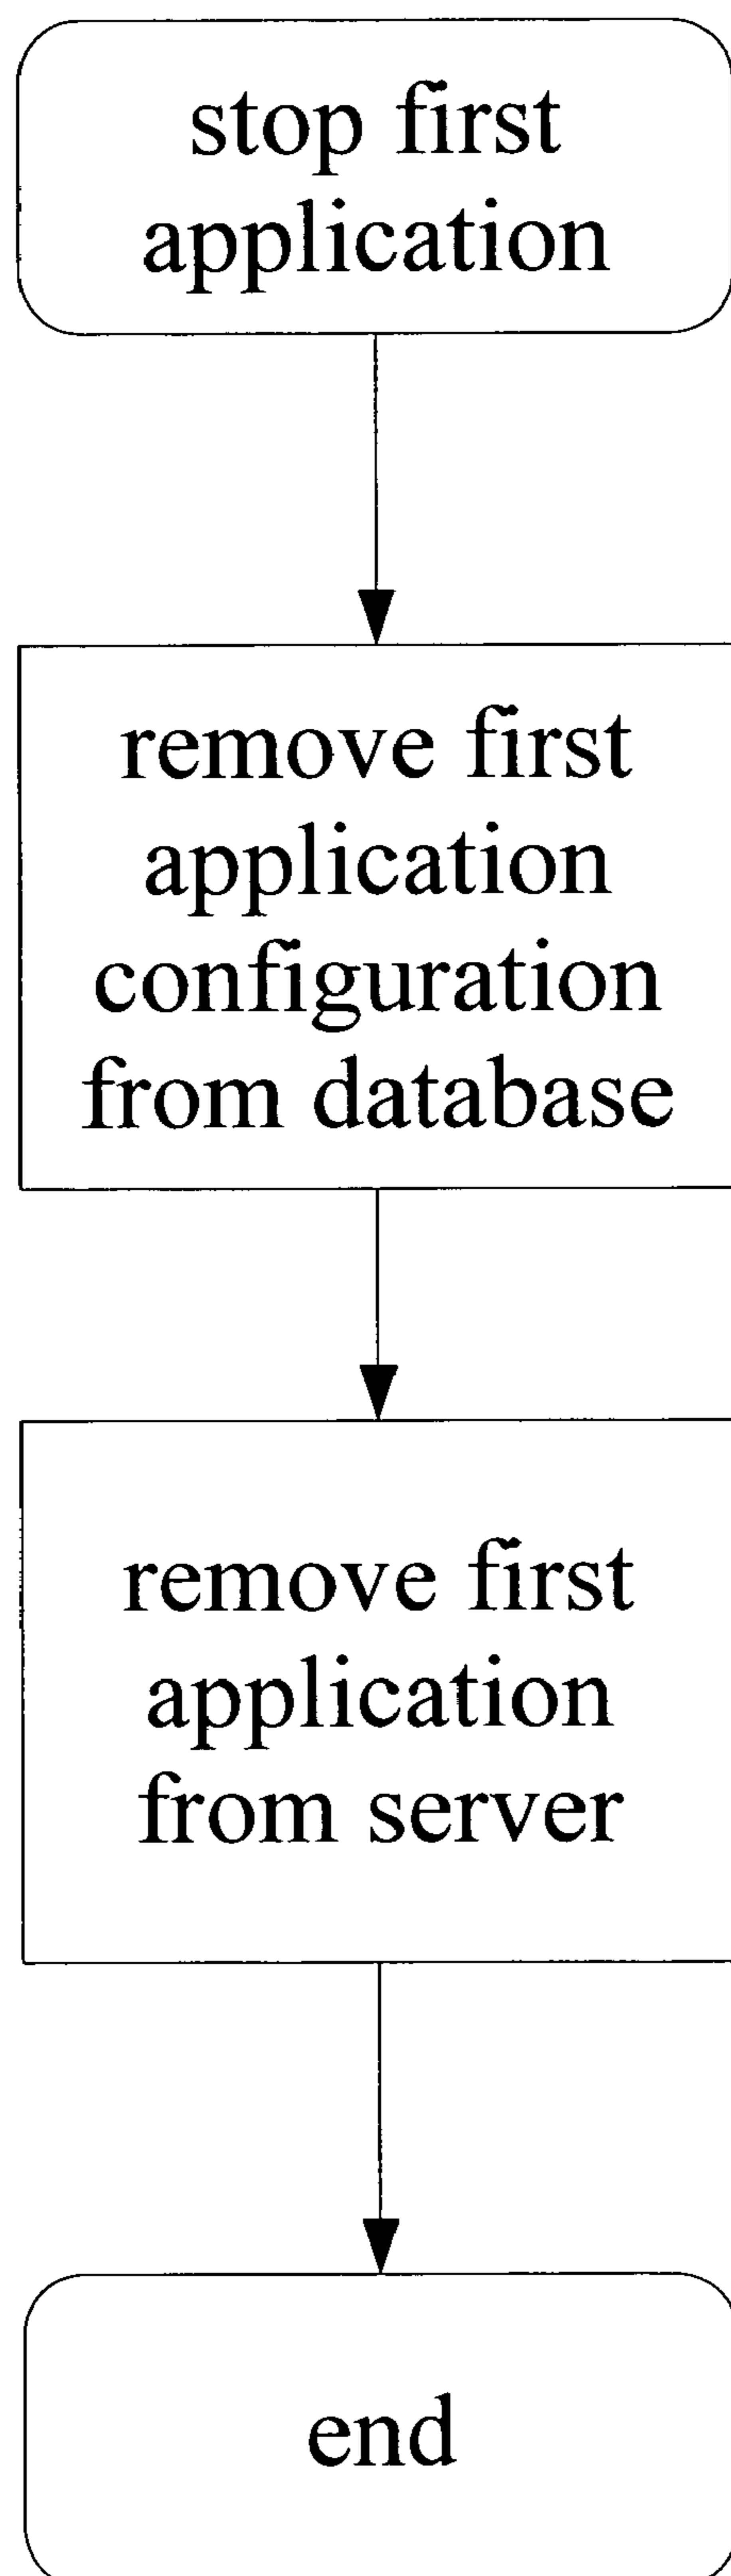 stop first
application
remove first
application
configuration
from database
remove first
application
from server
end